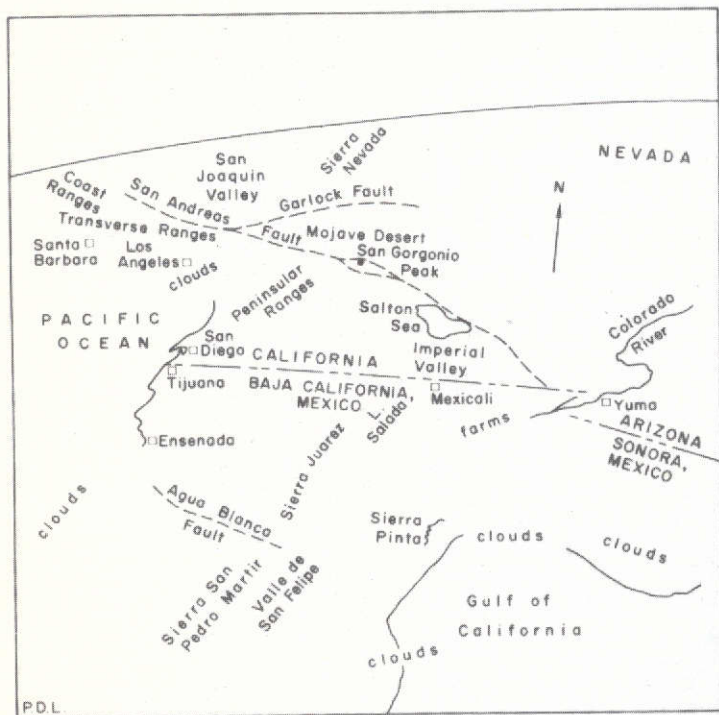 NEVADA
Sierra
Nevada
San
Joaquin
Valley
Coast
Ranges
San Andreas
Fault
Garlock Fault
N
Transverse Ranges
Mojave Desert
Santa
Barbara
Los
Angeles
San Gorgonio
Peak
clouds
Peninsular
Ranges
Salton
Sea
Colorado
River
PACIFIC
OCEAN
San
Diego
CALIFORNIA
Imperial
Valley
Tijuana
BAJA CALIFORNIA,
MEXICO
L.
Salada
Mexicali
Yuma
farms
ARIZONA
SONORA,
MEXICO
Ensenada
Sierra Juarez
clouds
Agua Blanca
Fault
Sierra
Pinta
clouds
clouds
Sierra San
Pedro Martir
Valle de
San Felipe
Gulf of
California
clouds
P.D.L.